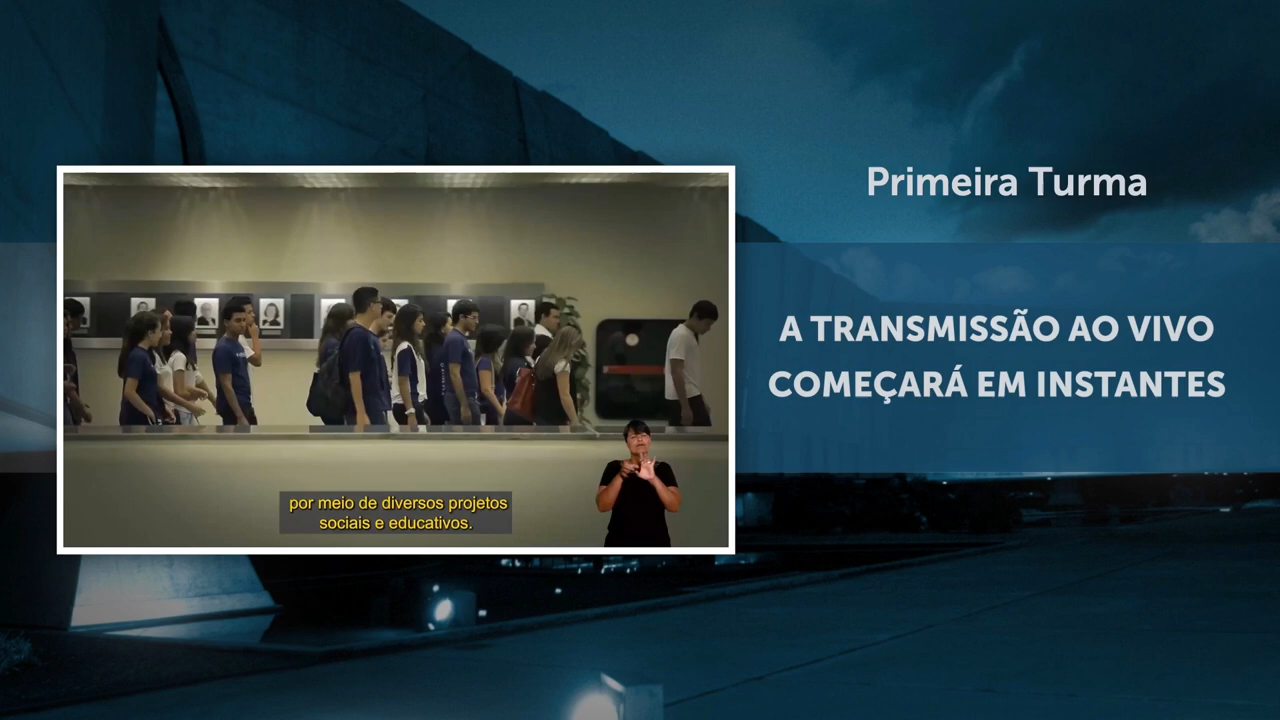 Primeira Turma
A TRANSMISSÃO AO VIVO
COMEÇARÁ EM INSTANTES
por meio de diversos projetos
sociais e educativos.